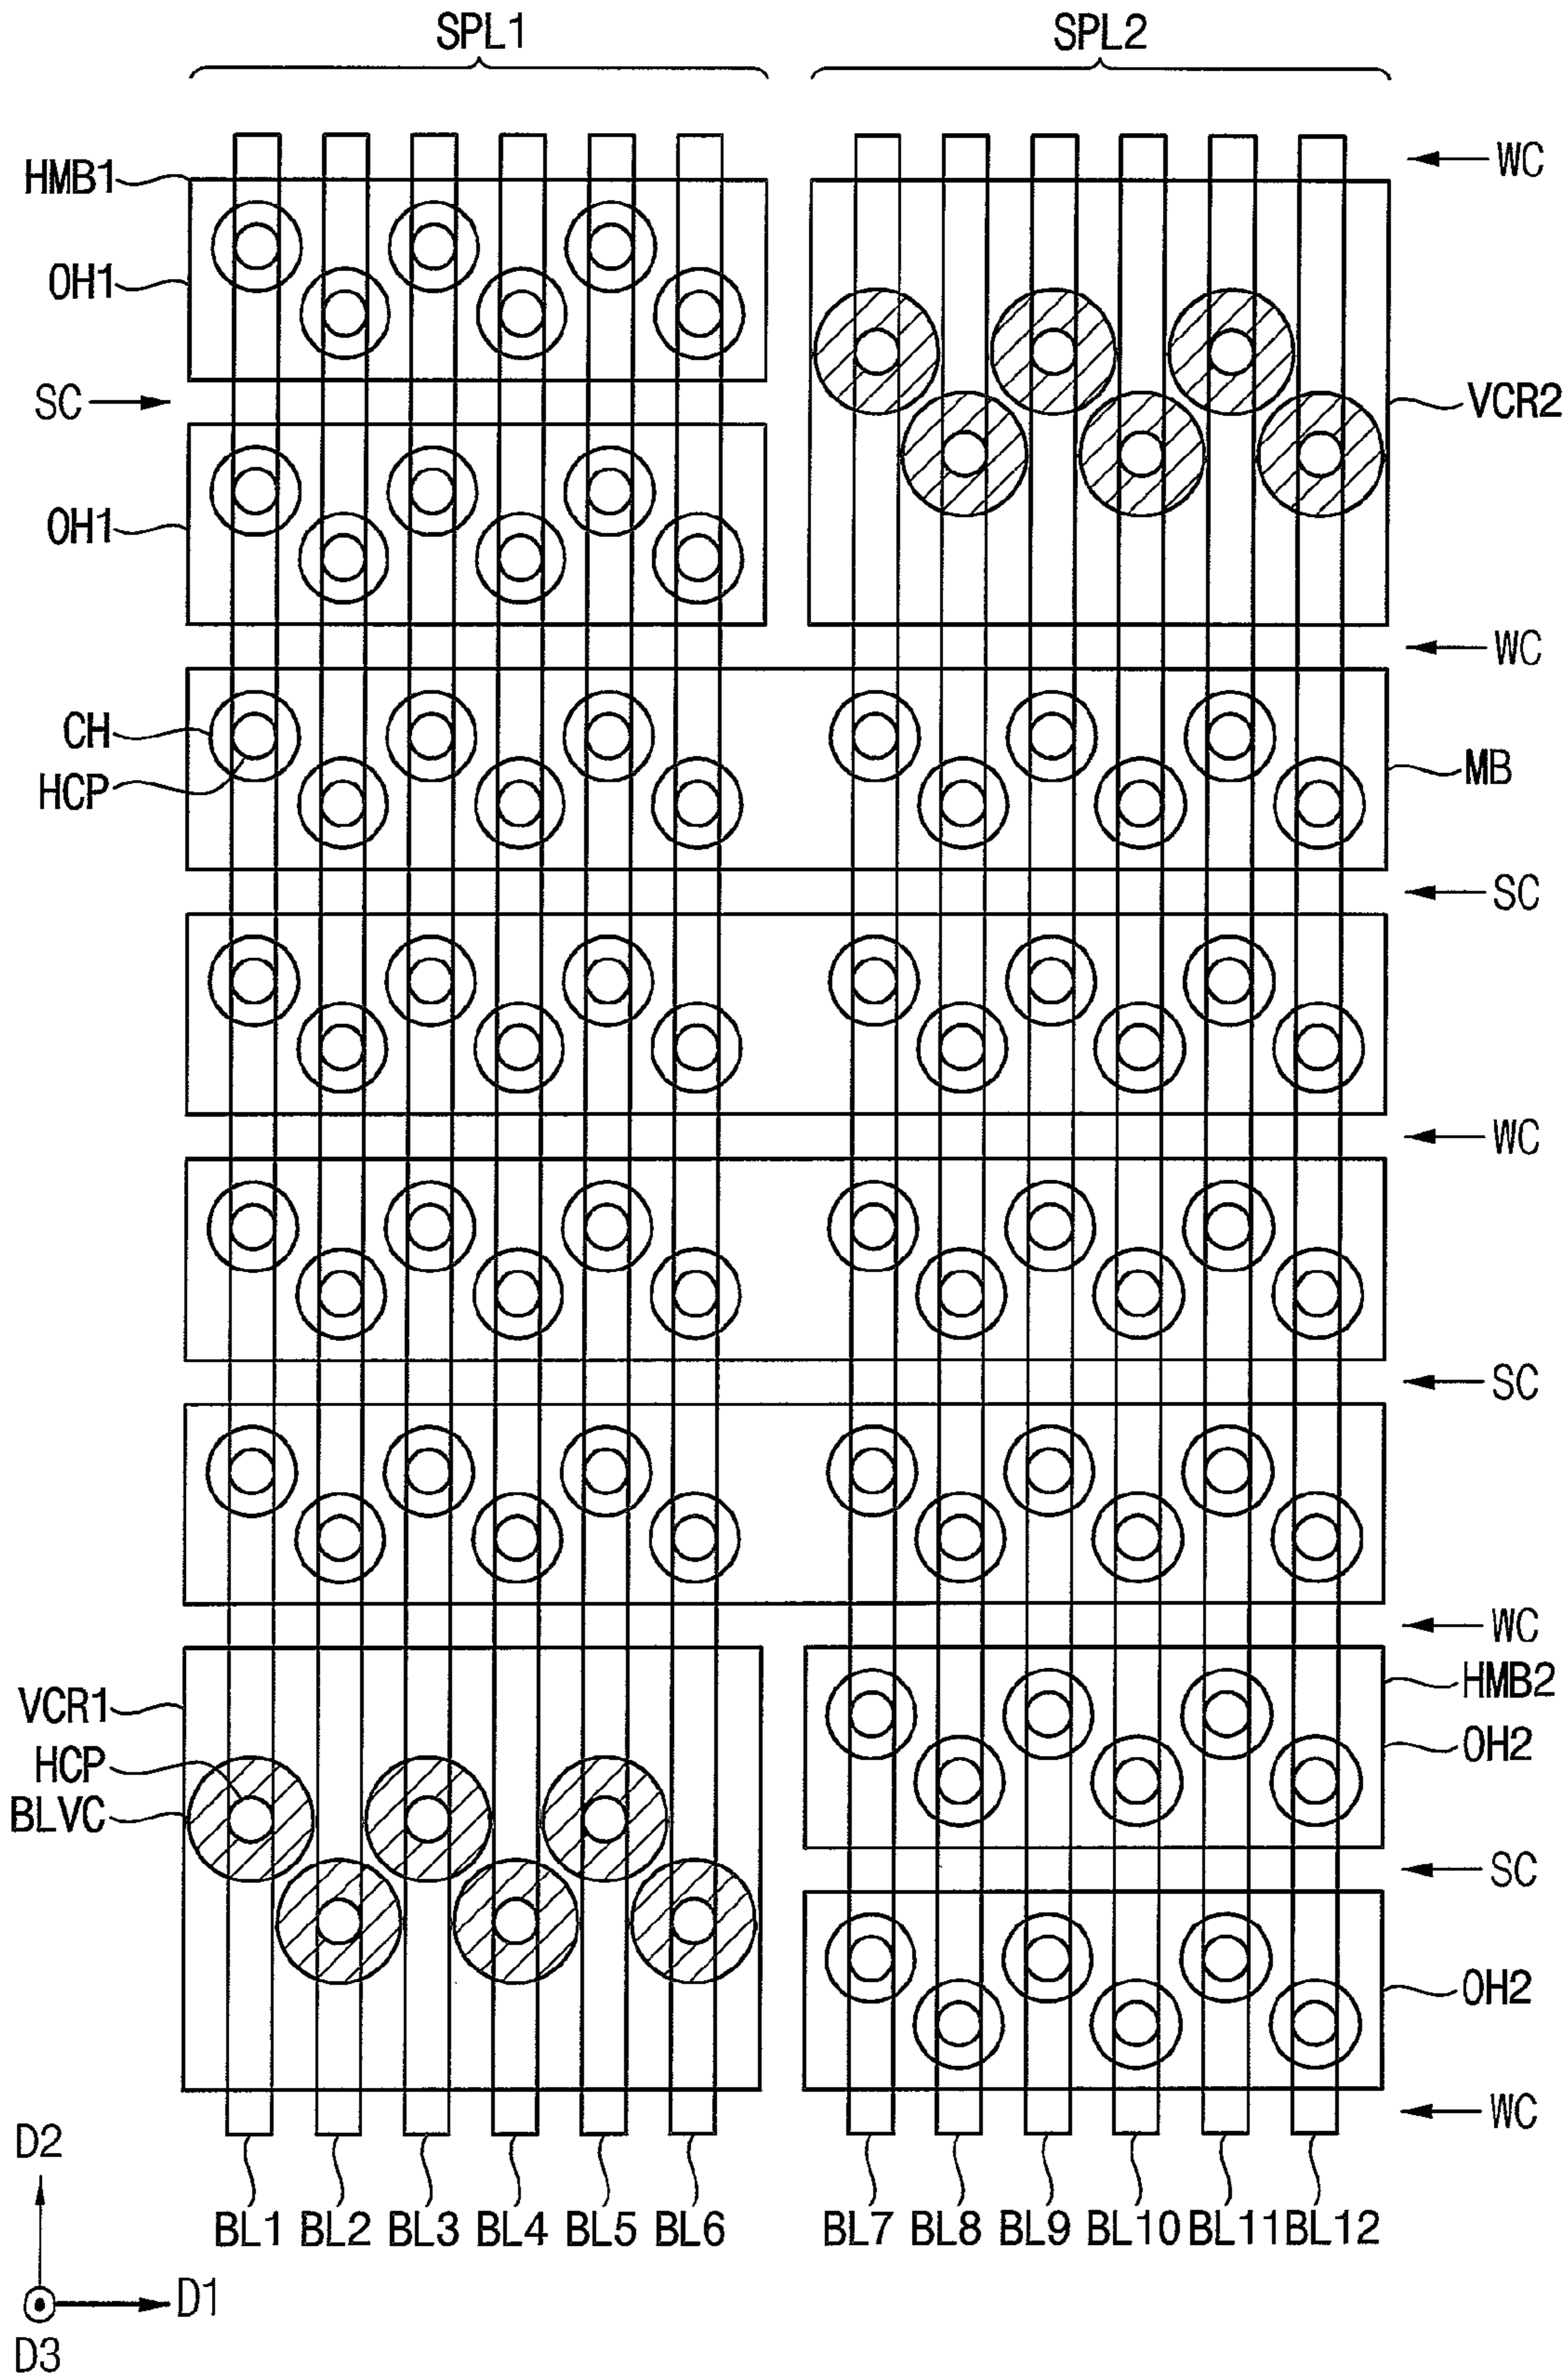 SPL1 SPL2
HMB1 WC
OH1
SC VCR2
OH1
WC
CH MB
HCP
SC
WC
SC
WC
VCR1 HMB2
HCP OH2
BLVC
SC
OH2
WC
D2
BL1 BL2 BL3 BL4 BL5 BL6 BL7 BL8 BL9 BL10 BL11 BL12
D1
D3